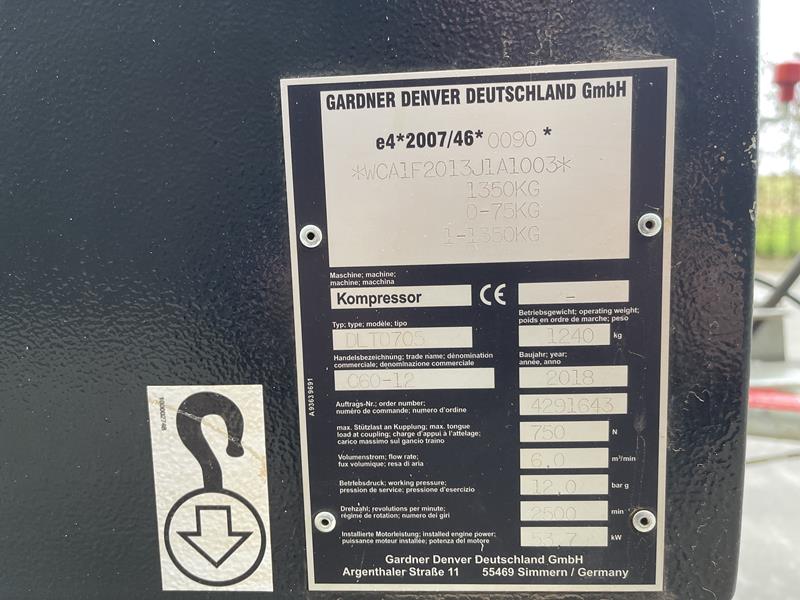 GARDNER DENVER DEUTSCHLAND GmbH
e4*2007/46*0090*
*WCA1F2013J1A1003*
1350KG
0-75KG
1-1350KG
Maschine; machine;
machine; macchina
Kompressor
CE
-
Betriebsgewicht; operating weight;
poids en ordre de marche; peso
Typ; type; modèle; tipo
DLT0705
1240 kg
Handelsbezeichnung; trade name; dénomination
commerciale; denominazione commerciale
Baujahr; year;
année, anno
C60-12
2018
Auftrags-Nr.; order number;
numéro de commande; numero d'ordine
4291643
max. Stützlast an Kupplung; max. tongue
load at coupling; charge d'appui à l'attelage;
carico massimo sul gancio traino
750 N
Volumenstrom; flow rate;
fux volumique; resa di aria
6,0 m³/min
Betriebsdruck; working pressure;
pression de service; pressione d'esercizio
12,0 bar g
Drehzahl; revolutions per minute;
régime de rotation; numero dei giri
2500 min
Installierte Motorleistung; installed engine power;
puissance moteur installée; potenza del motore
53,7 kW
Gardner Denver Deutschland GmbH
Argenthaler Straße 11 55469 Simmern / Germany
A 9363 9691
100002748